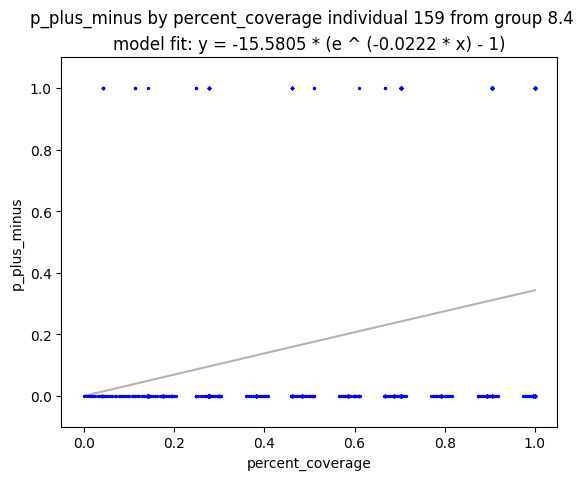 p_plus_minus by percent_coverage individual 159 from group 8.4
model fit: y = -15.5805 * (e ^ (-0.0222 * x) - 1)
1.0
0.8
0.6
0.4
0.2
0.0
p_plus_minus
0.0 0.2 0.4 0.6 0.8 1.0
percent_coverage